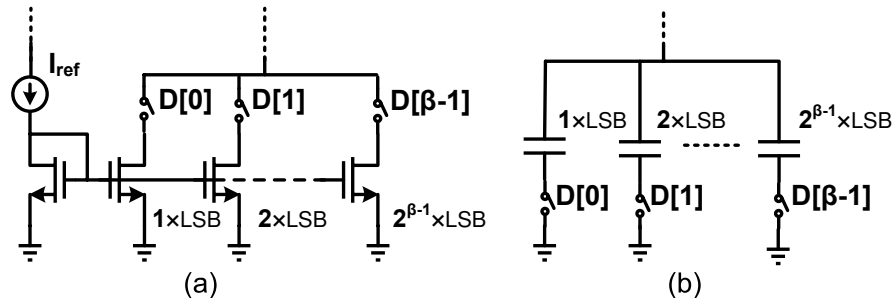 I_ref
D[0] D[1] D[β-1]
1×LSB 2×LSB 2^{β-1}×LSB
(a)
1×LSB 2×LSB 2^{β-1}×LSB
D[0] D[1] D[β-1]
(b)